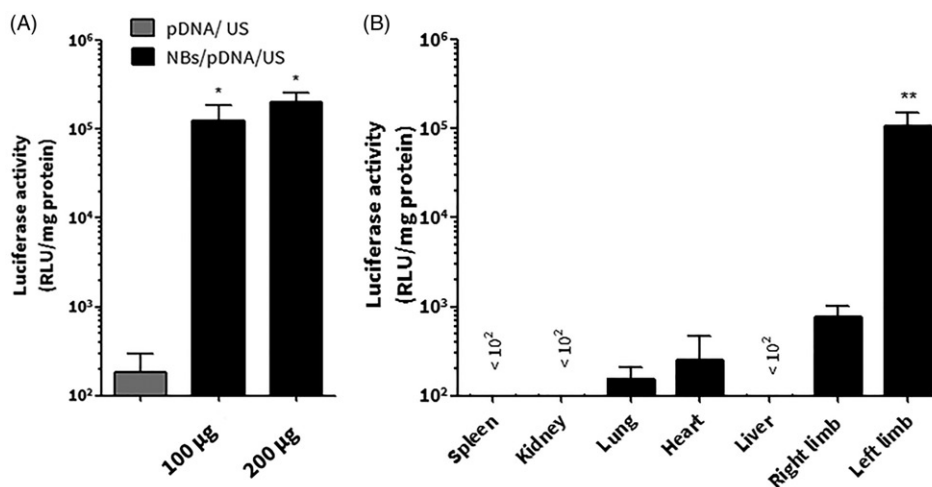 (A)
pDNA/ US
NBs/pDNA/US
Luciferase activity
(RLU/mg protein)
10⁶
10⁵
10⁴
10³
10²
*
*
100 µg
200 µg
(B)
Luciferase activity
(RLU/mg protein)
10⁶
10⁵
10⁴
10³
10²
< 10²
< 10²
< 10²
**
Spleen
Kidney
Lung
Heart
Liver
Right limb
Left limb